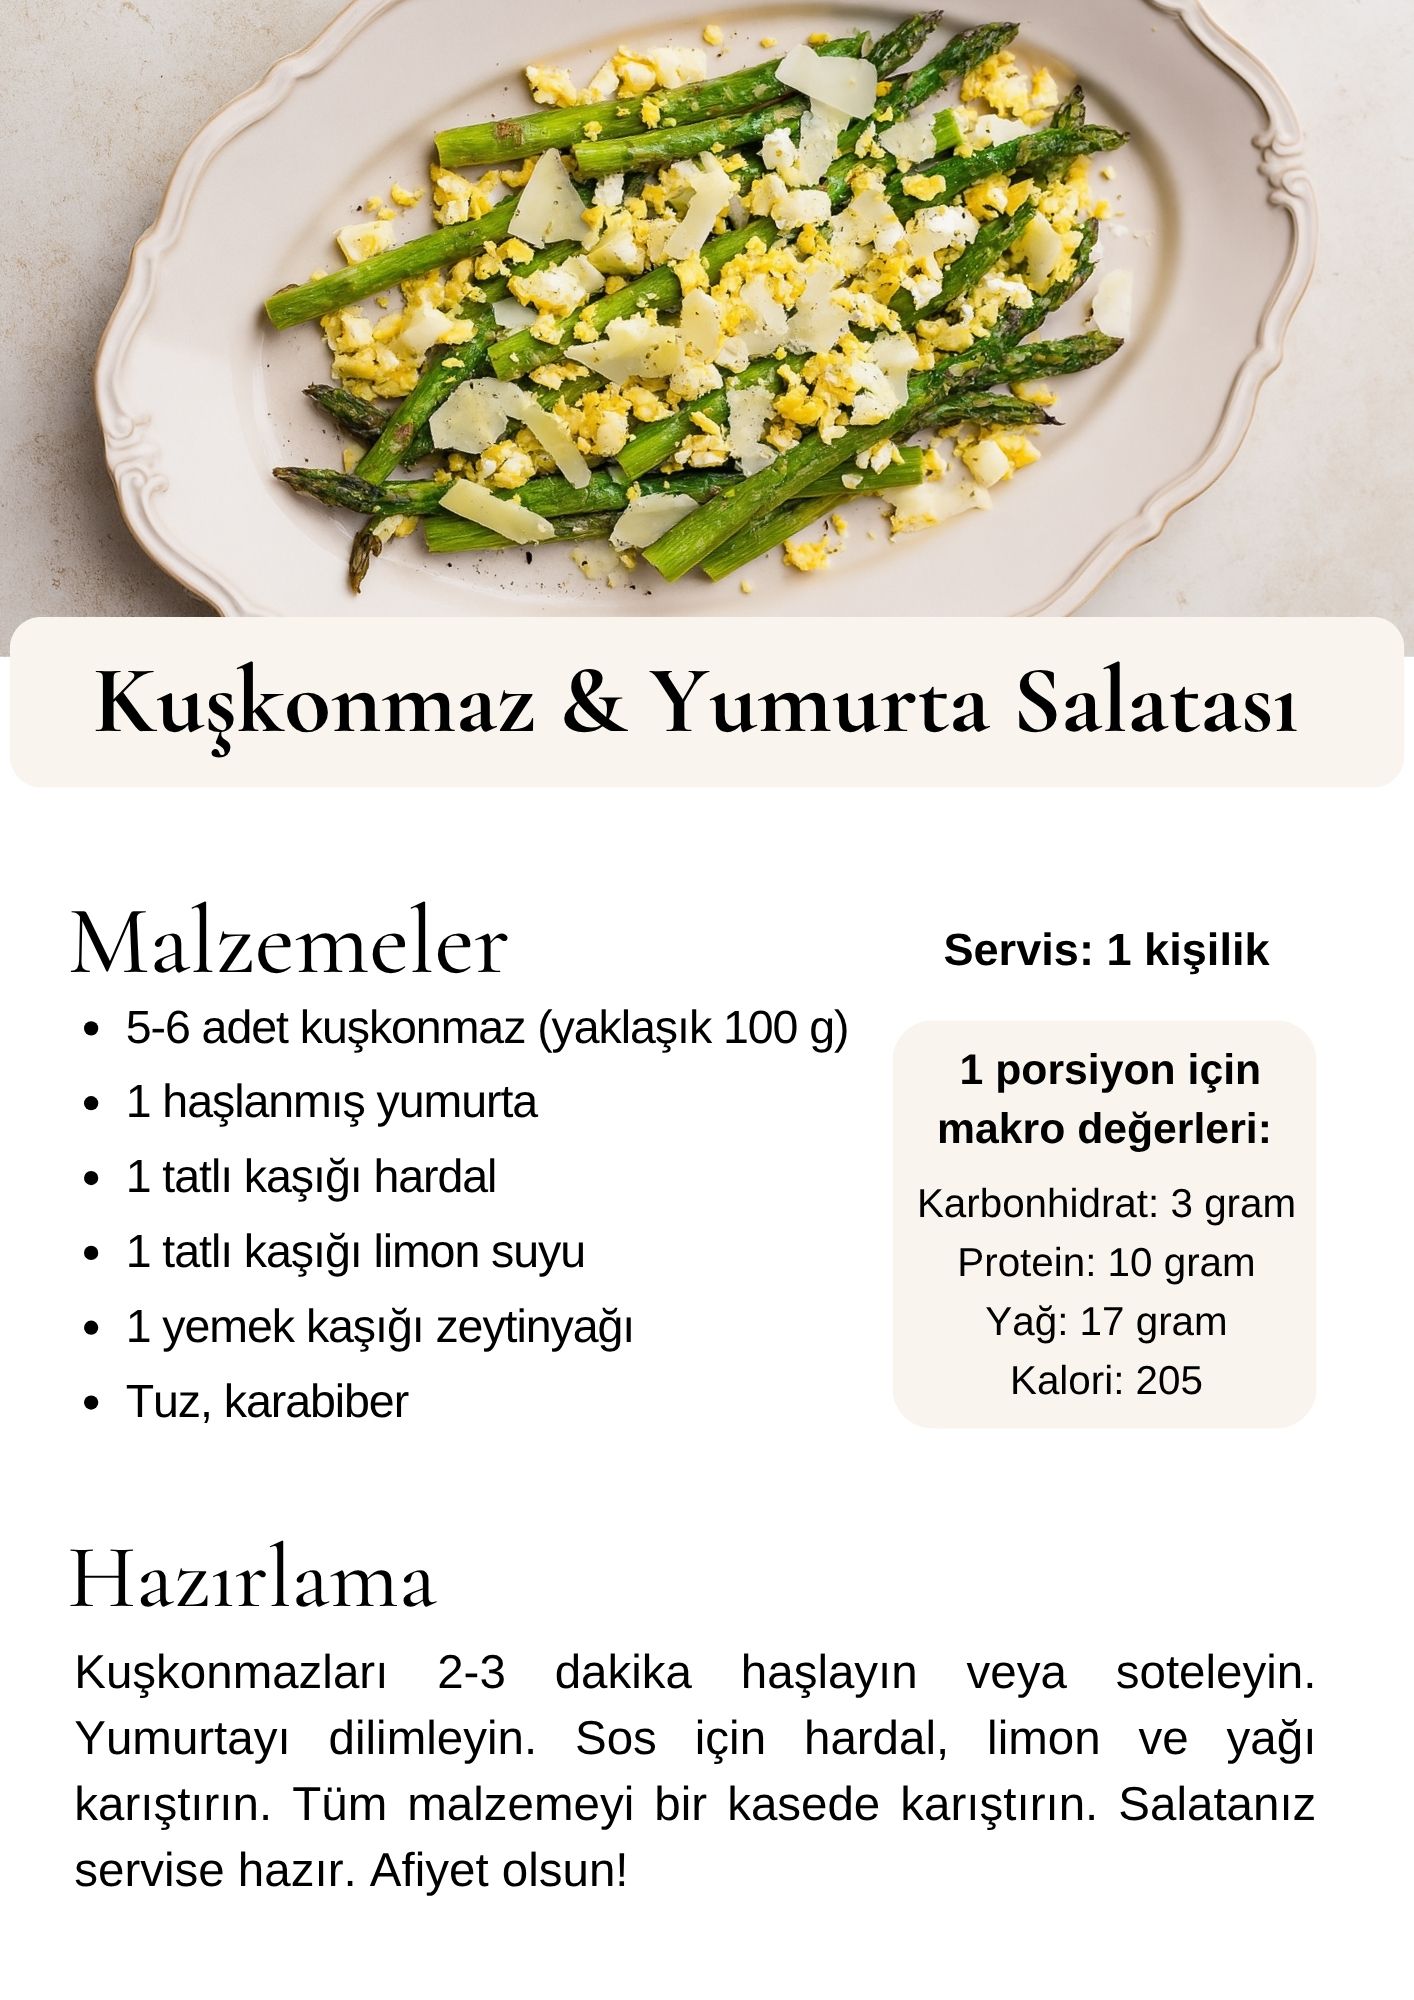 Kuşkonmaz & Yumurta Salatası
Malzemeler
• 5-6 adet kuşkonmaz (yaklaşık 100 g)
• 1 haşlanmış yumurta
• 1 tatlı kaşığı hardal
• 1 tatlı kaşığı limon suyu
• 1 yemek kaşığı zeytinyağı
• Tuz, karabiber
Servis: 1 kişilik
1 porsiyon için
makro değerleri:
Karbonhidrat: 3 gram
Protein: 10 gram
Yağ: 17 gram
Kalori: 205
Hazırlama
Kuşkonmazları 2-3 dakika haşlayın veya soteleyin.
Yumurtayı dilimleyin. Sos için hardal, limon ve yağı
karıştırın. Tüm malzemeyi bir kasede karıştırın. Salatanız
servise hazır. Afiyet olsun!